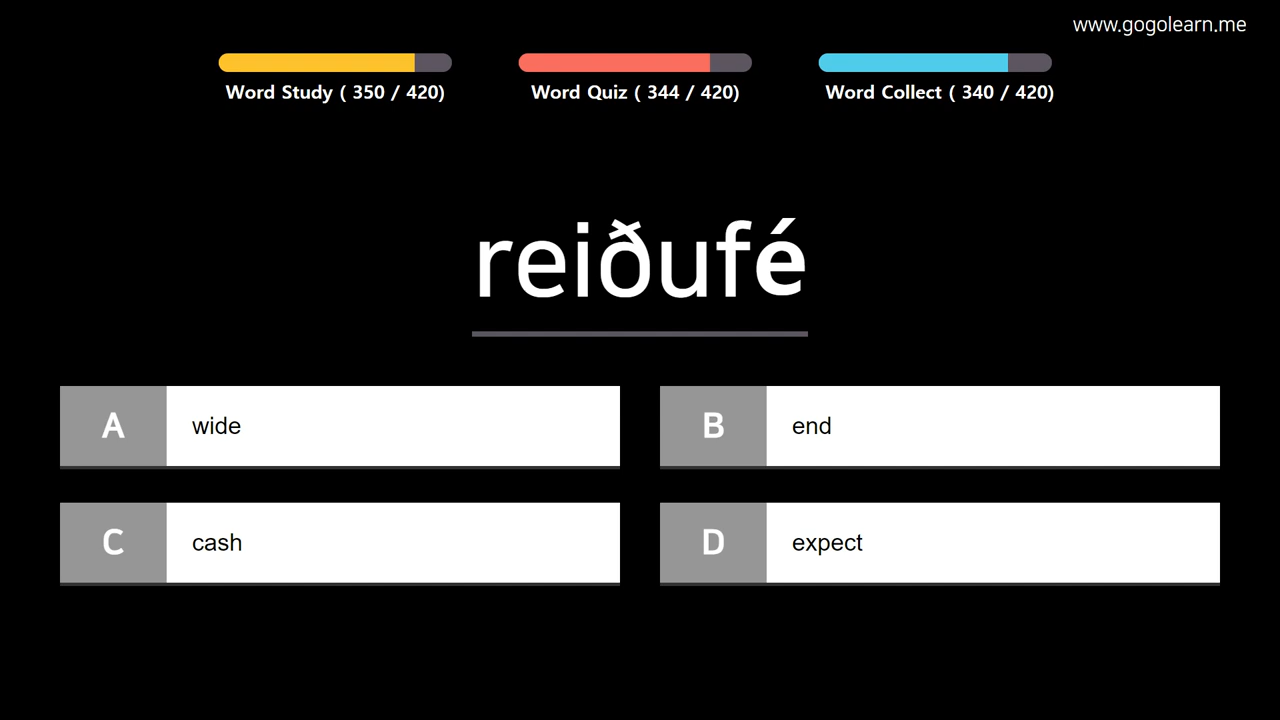 www.gogolearn.me
Word Study ( 350 / 420)
Word Quiz ( 344 / 420)
Word Collect ( 340 / 420)
reiðufé
A wide
B end
C cash
D expect